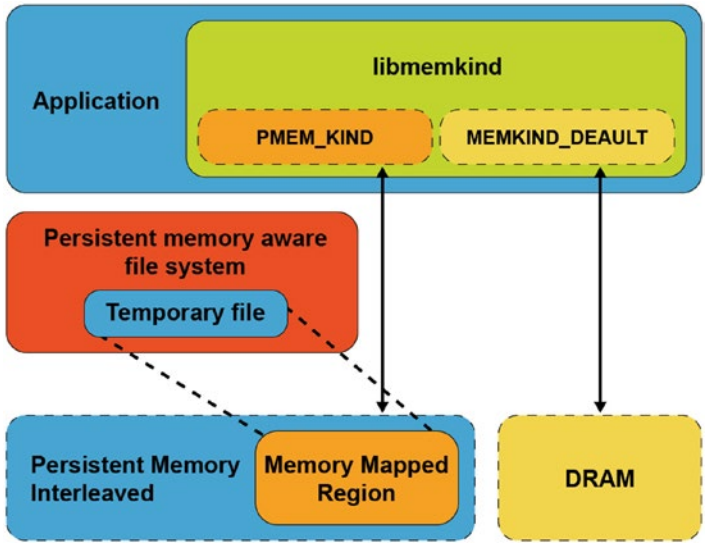 libmemkind
Application
PMEM_KIND
MEMKIND_DEAULT
Persistent memory aware
file system
Temporary file
Persistent Memory
Interleaved
Memory Mapped
Region
DRAM